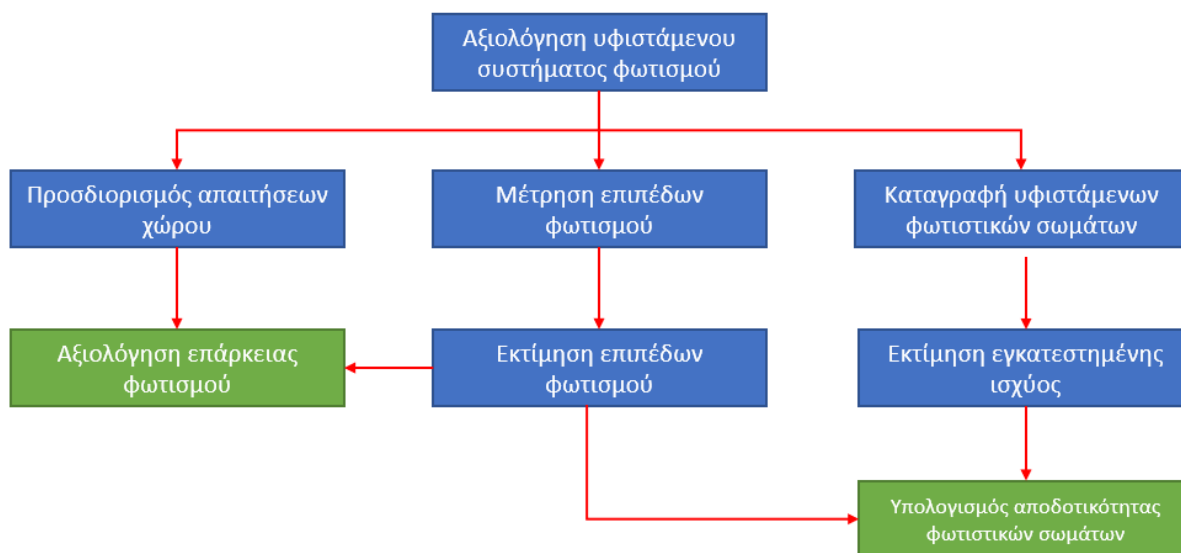 Αξιολόγηση υφιστάμενου
συστήματος φωτισμού
Προσδιορισμός απαιτήσεων
χώρου
Μέτρηση επιπέδων
φωτισμού
Καταγραφή υφιστάμενων
φωτιστικών σωμάτων
Αξιολόγηση επάρκειας
φωτισμού
Εκτίμηση επιπέδων
φωτισμού
Εκτίμηση εγκατεστημένης
ισχύος
Υπολογισμός αποδοτικότητας
φωτιστικών σωμάτων